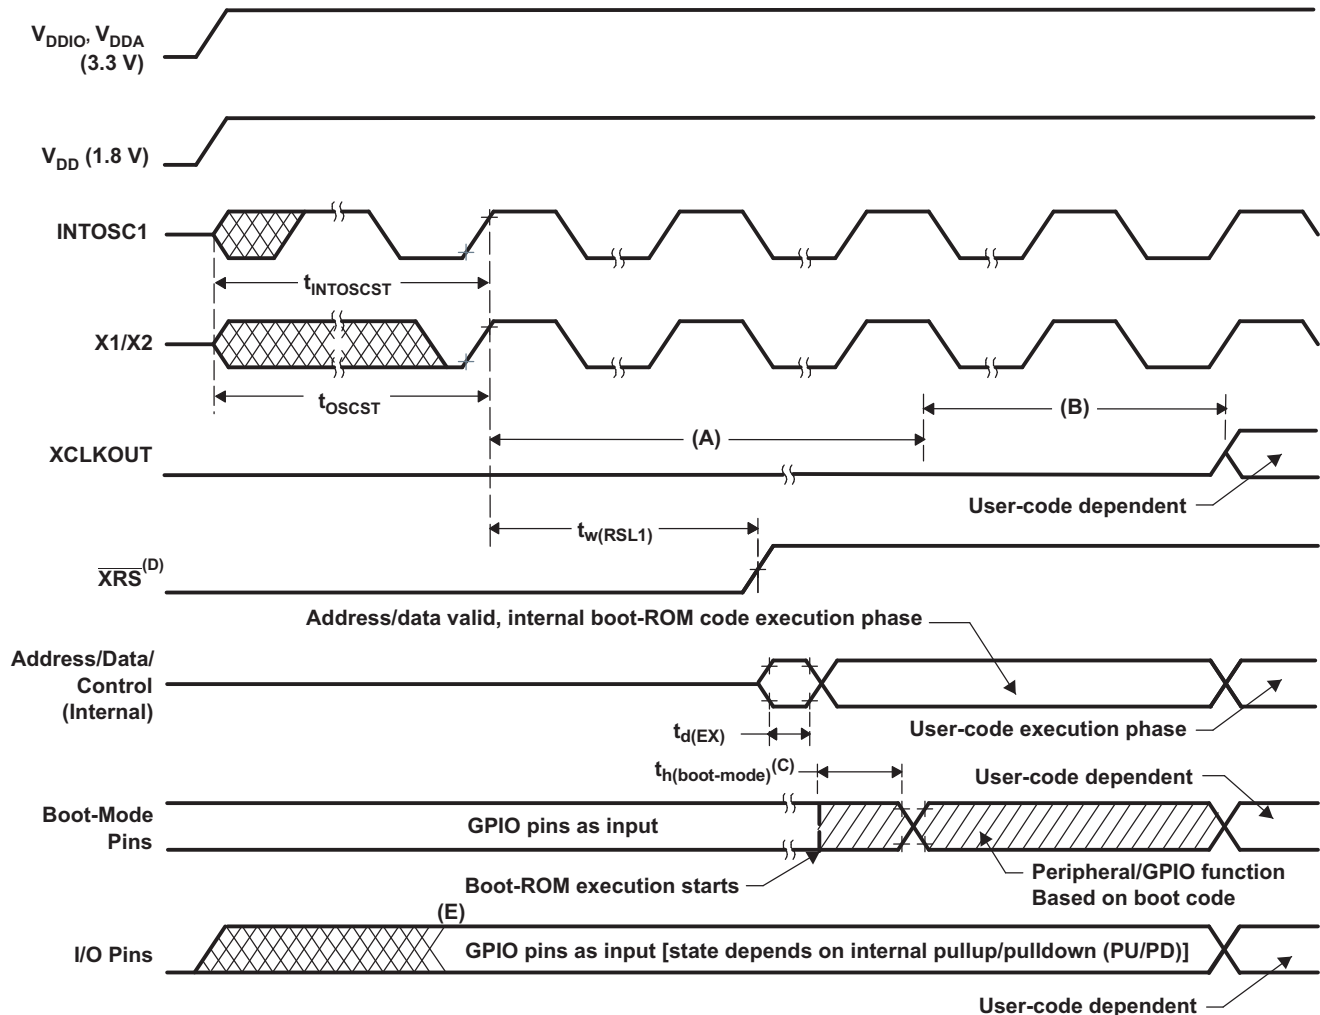 VDDIO, VDDA
(3.3 V)
VDD (1.8 V)
INTOSC1
tINTOSCST
X1/X2
tOSCST
(B)
(A)
XCLKOUT
User-code dependent
tw(RSL1)
XRS(D)
Address/data valid, internal boot-ROM code execution phase
Address/Data/
Control
(Internal)
td(EX)
User-code execution phase
th(boot-mode)(C)
User-code dependent
Boot-Mode
Pins
GPIO pins as input
Peripheral/GPIO function
Based on boot code
Boot-ROM execution starts
(E)
I/O Pins
GPIO pins as input [state depends on internal pullup/pulldown (PU/PD)]
User-code dependent